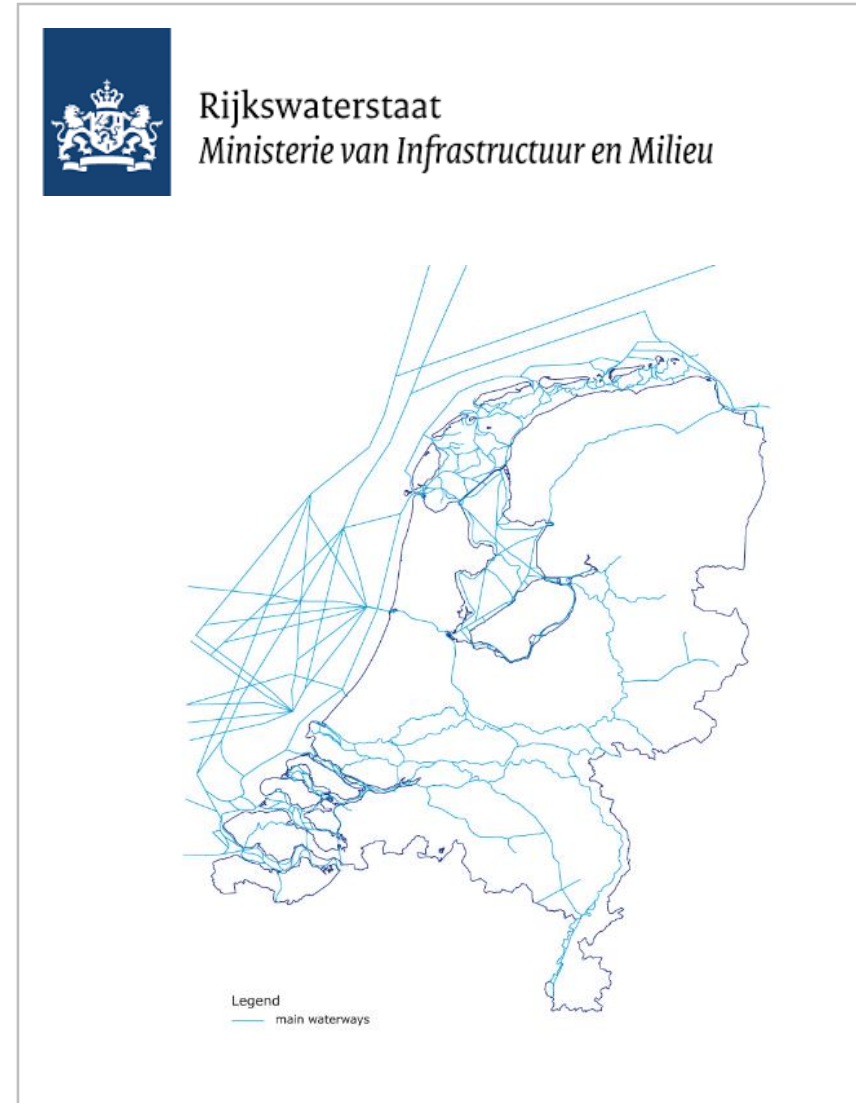 Rijkswaterstaat
Ministerie van Infrastructuur en Milieu
Legend
main waterways